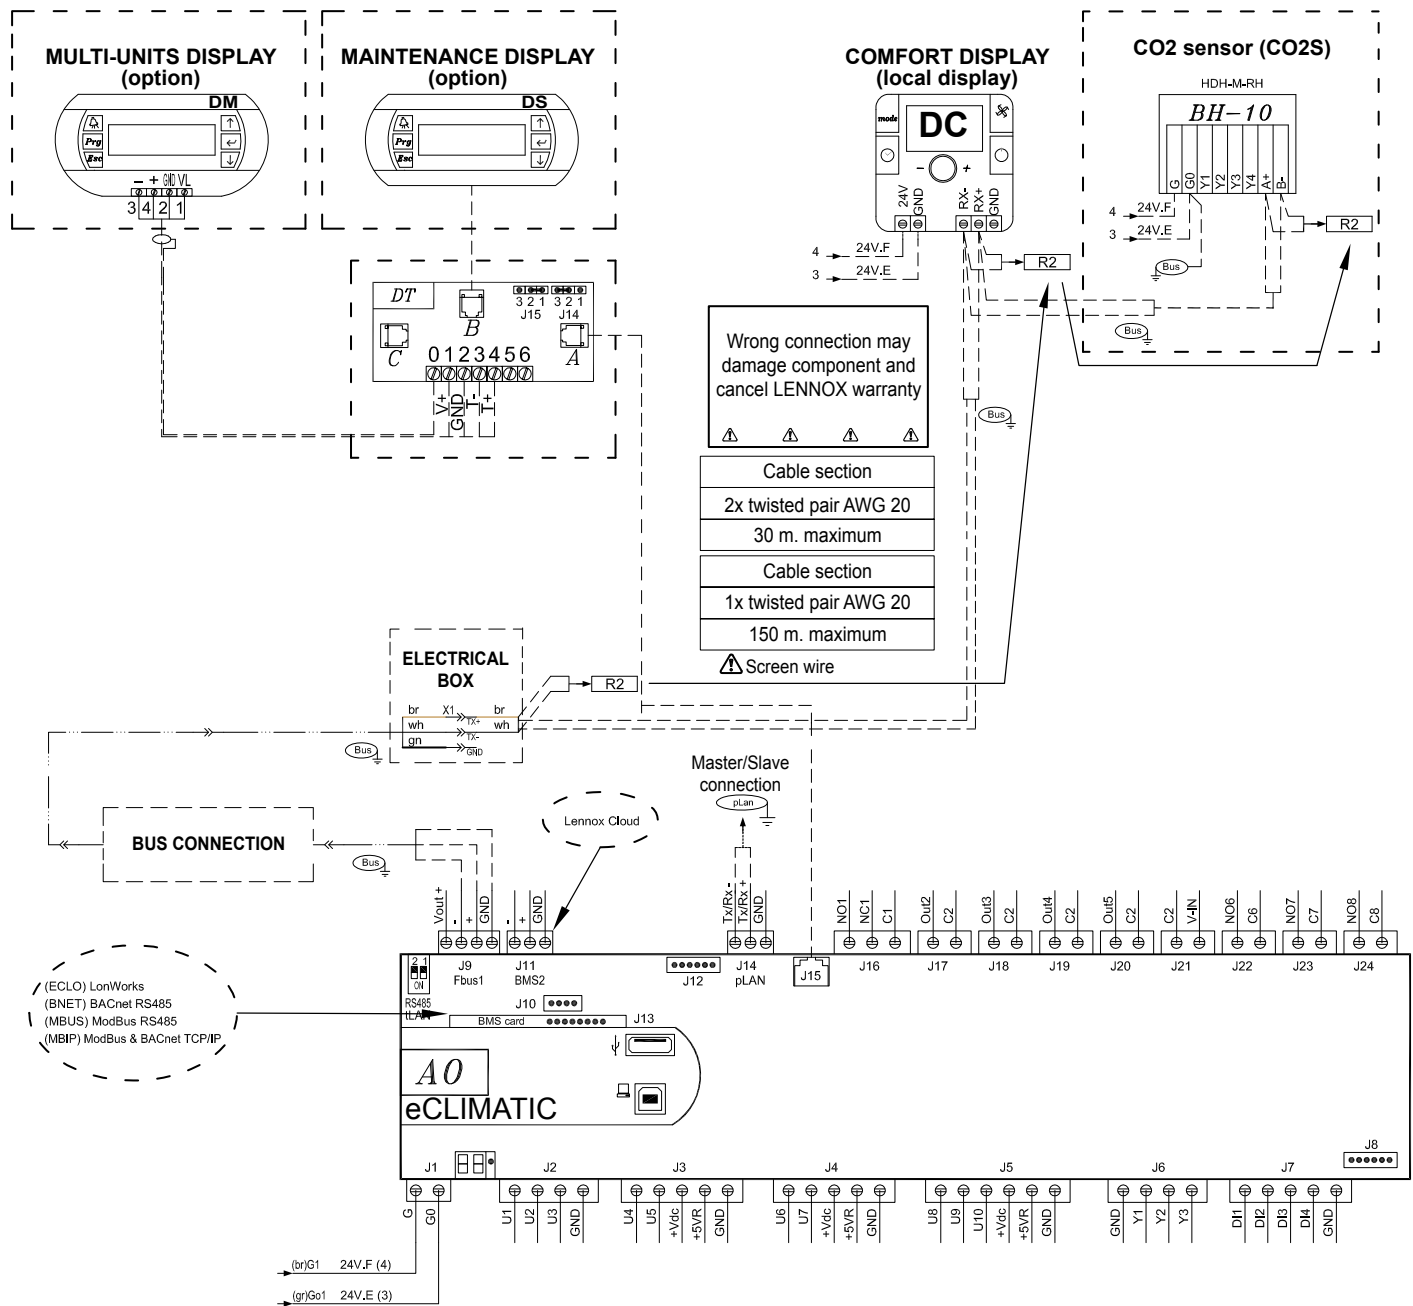 MULTI-UNITS DISPLAY
(option)
DM
Prg
Esc
- + GND VL
3 4 2 1
MAINTENANCE DISPLAY
(option)
DS
Prg
Esc
DT
B
C
A
3 2 1
J15
3 2 1
J14
0 1 2 3 4 5 6
V+
GND
T-
T+
COMFORT DISPLAY
(local display)
mode
DC
- +
24V
GND
RX-
RX+
GND
4 24V.F
3 24V.E
R2
Bus
CO2 sensor (CO2S)
HDH-M-RH
BH-10
G
G0
Y1
Y2
Y3
Y4
A+
B-
4 24V.F
3 24V.E
Bus
R2
Bus
Wrong connection may
damage component and
cancel LENNOX warranty
Cable section
2x twisted pair AWG 20
30 m. maximum
Cable section
1x twisted pair AWG 20
150 m. maximum
Screen wire
ELECTRICAL
BOX
br X1 br
TX+
wh wh
TX-
gn
GND
R2
Bus
BUS CONNECTION
Bus
Lennox Cloud
Master/Slave
connection
pLan
Vout +
-
+
GND
-
+
GND
Tx/Rx -
Tx/Rx +
GND
NO1
NC1
C1
Out2
C2
Out3
C2
Out4
C2
Out5
C2
C2
V-IN
NO6
C6
NO7
C7
NO8
C8
2 1
ON
RS485
tLAN
J9
Fbus1
J11
BMS2
J12
J14
pLAN
J15
J16
J17
J18
J19
J20
J21
J22
J23
J24
J10
BMS card
J13
(ECLO) LonWorks
(BNET) BACnet RS485
(MBUS) ModBus RS485
(MBIP) ModBus & BACnet TCP/IP
A0
eCLIMATIC
J1
J2
J3
J4
J5
J6
J7
J8
G
G0
U1
U2
U3
GND
U4
U5
+Vdc
+5VR
GND
U6
U7
+Vdc
+5VR
GND
U8
U9
U10
+Vdc
+5VR
GND
GND
Y1
Y2
Y3
DI1
DI2
DI3
DI4
GND
(br)G1 24V.F (4)
(gr)Go1 24V.E (3)